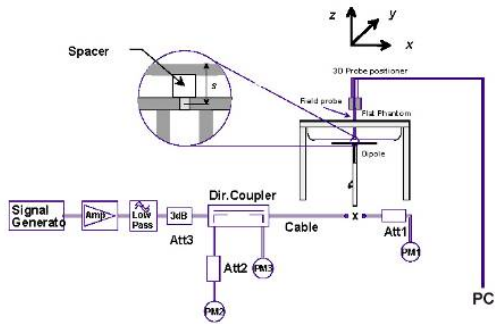 z
y
x
Spacer
s
3D Probe positioner
Field probe
Flat Phantom
Dipole
Dir.Coupler
Signal
Generato
Amp
Low
Pass
3dB
Cable
x
Att1
Att3
Att2
PM3
PM1
PM2
PC